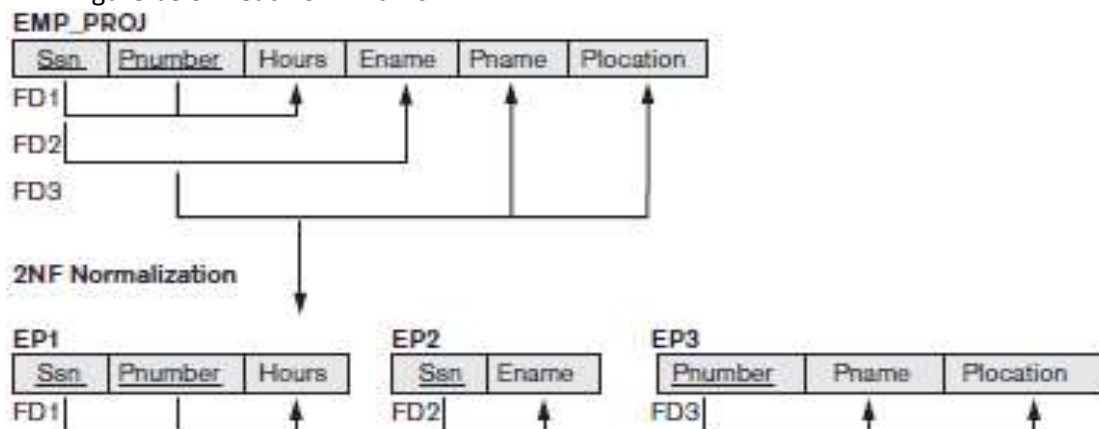 EMP_PROJ
Ssn Pnumber Hours Ename Pname Plocation
FD1
FD2
FD3
2NF Normalization
EP1 EP2 EP3
Ssn Pnumber Hours Ssn Ename Pnumber Pname Plocation
FD1 FD2 FD3